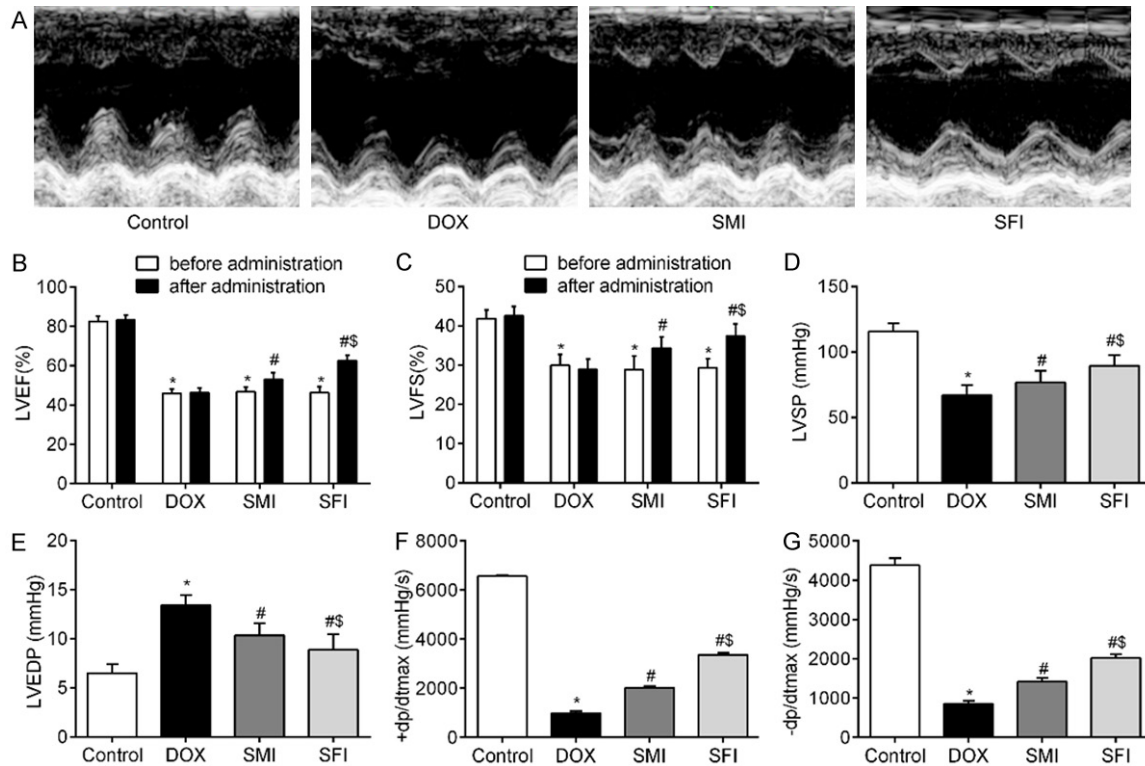 A
Control DOX SMI SFI
B
before administration
after administration
LVEF(%)
100
80
60
40
20
0
* * # * #$
Control DOX SMI SFI
C
before administration
after administration
LVFS(%)
50
40
30
20
10
0
* * # * #$
Control DOX SMI SFI
D
LVSP (mmHg)
150
100
50
0
* # #$
Control DOX SMI SFI
E
LVEDP (mmHg)
20
15
10
5
0
* # #$
Control DOX SMI SFI
F
+dp/dtmax (mmHg/s)
8000
6000
4000
2000
0
* # #$
Control DOX SMI SFI
G
-dp/dtmax (mmHg/s)
5000
4000
3000
2000
1000
0
* # #$
Control DOX SMI SFI